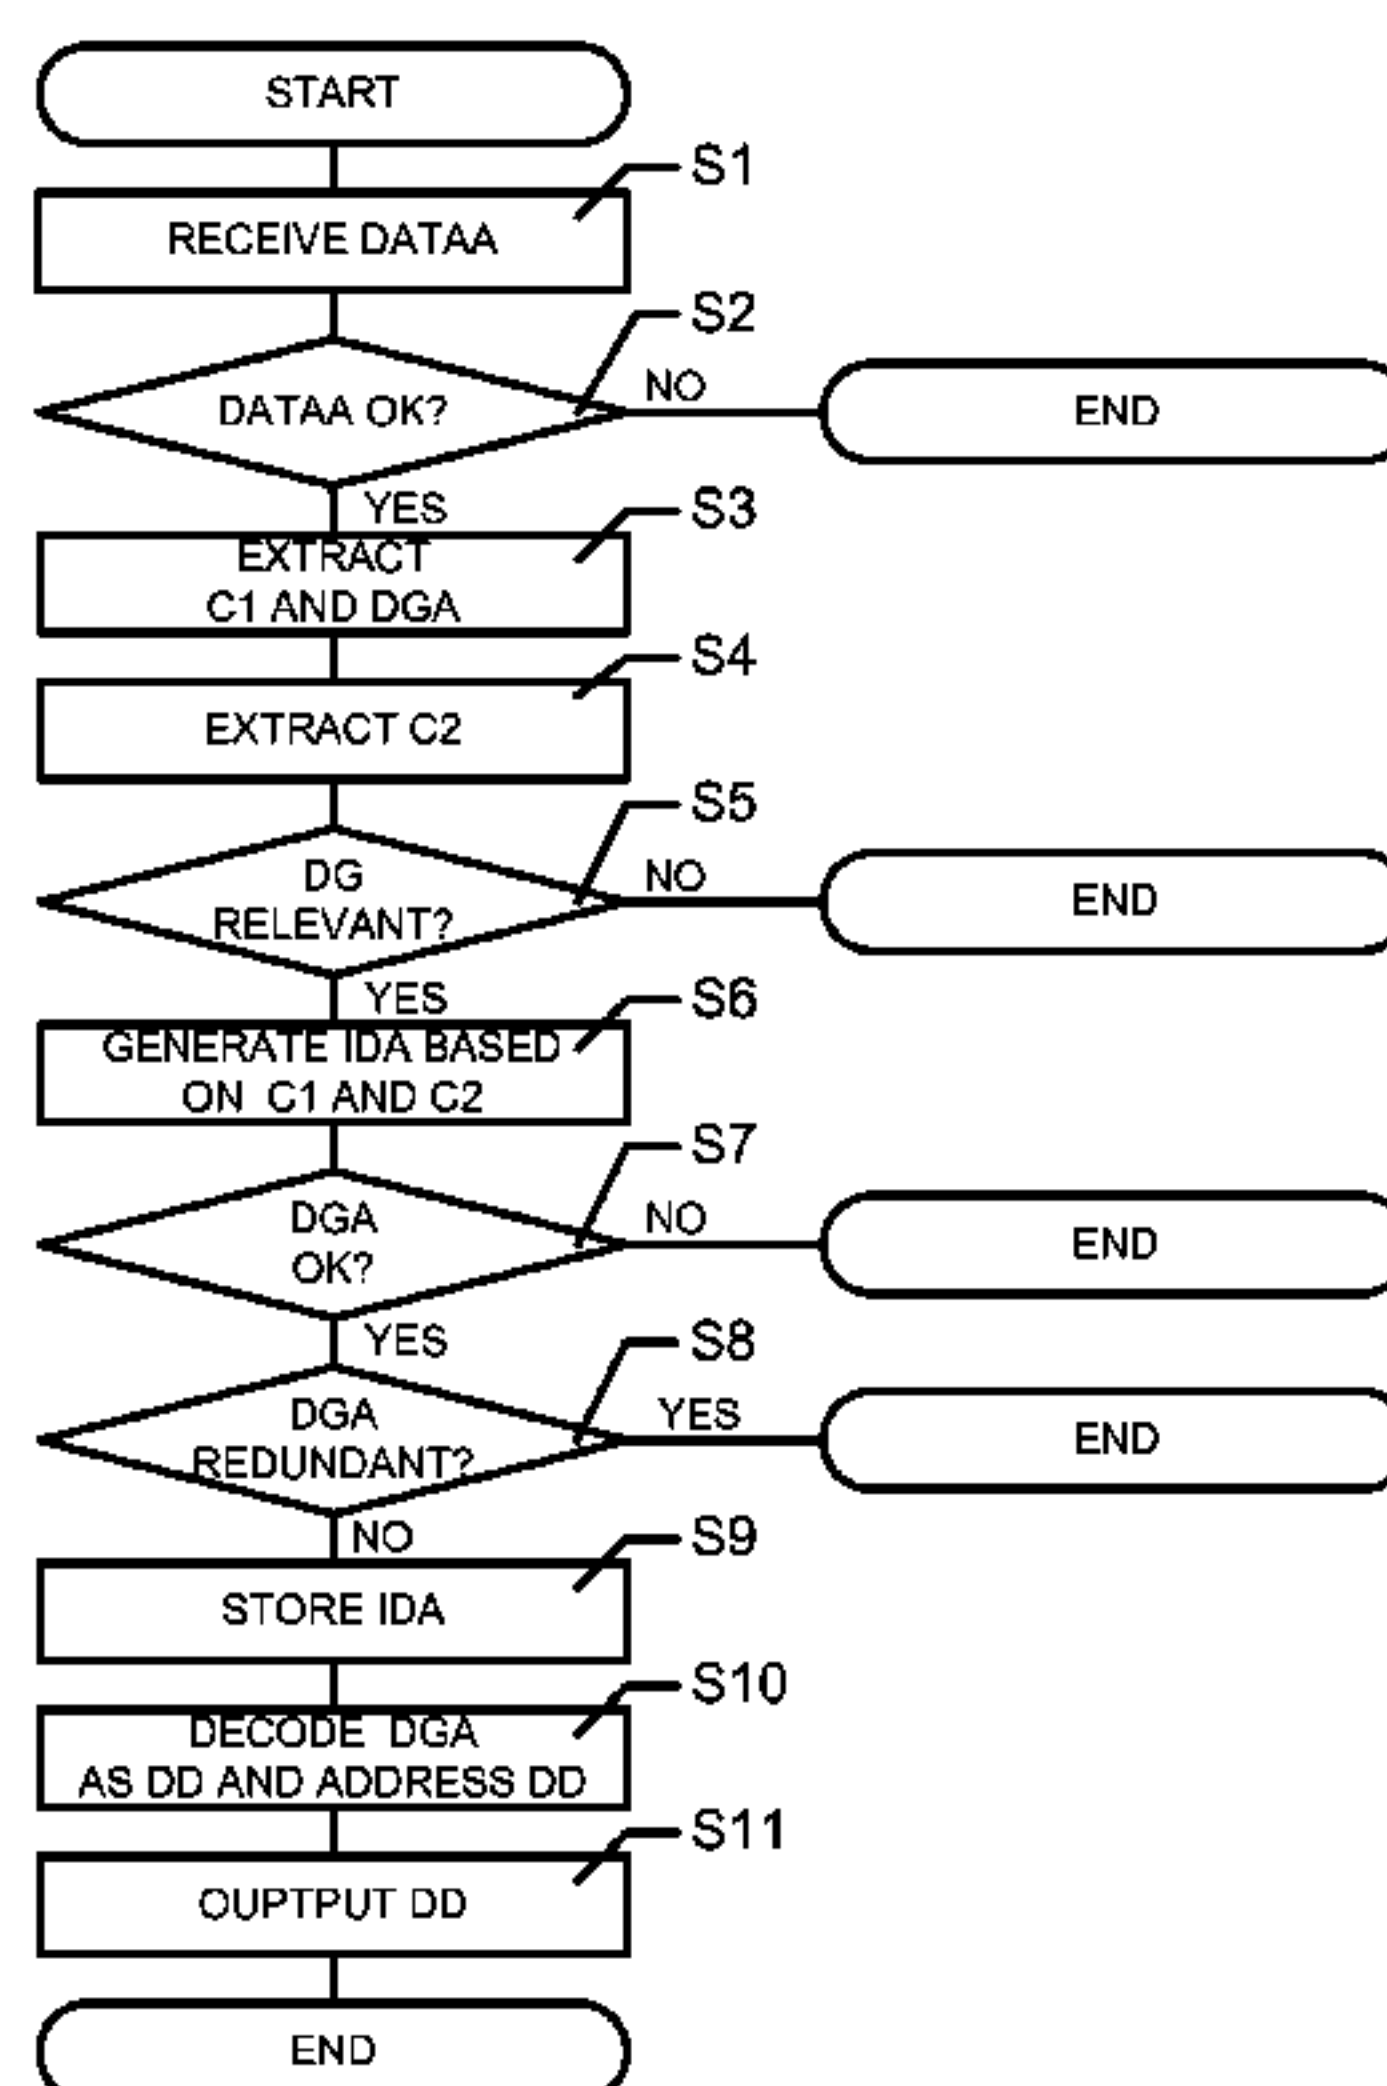 START
S1
RECEIVE DATAA
S2
DATAA OK?
NO
END
YES
S3
EXTRACT
C1 AND DGA
S4
EXTRACT C2
S5
DG
RELEVANT?
NO
END
YES
S6
GENERATE IDA BASED
ON C1 AND C2
S7
DGA
OK?
NO
END
YES
S8
DGA
REDUNDANT?
YES
END
NO
S9
STORE IDA
S10
DECODE DGA
AS DD AND ADDRESS DD
S11
OUPTPUT DD
END